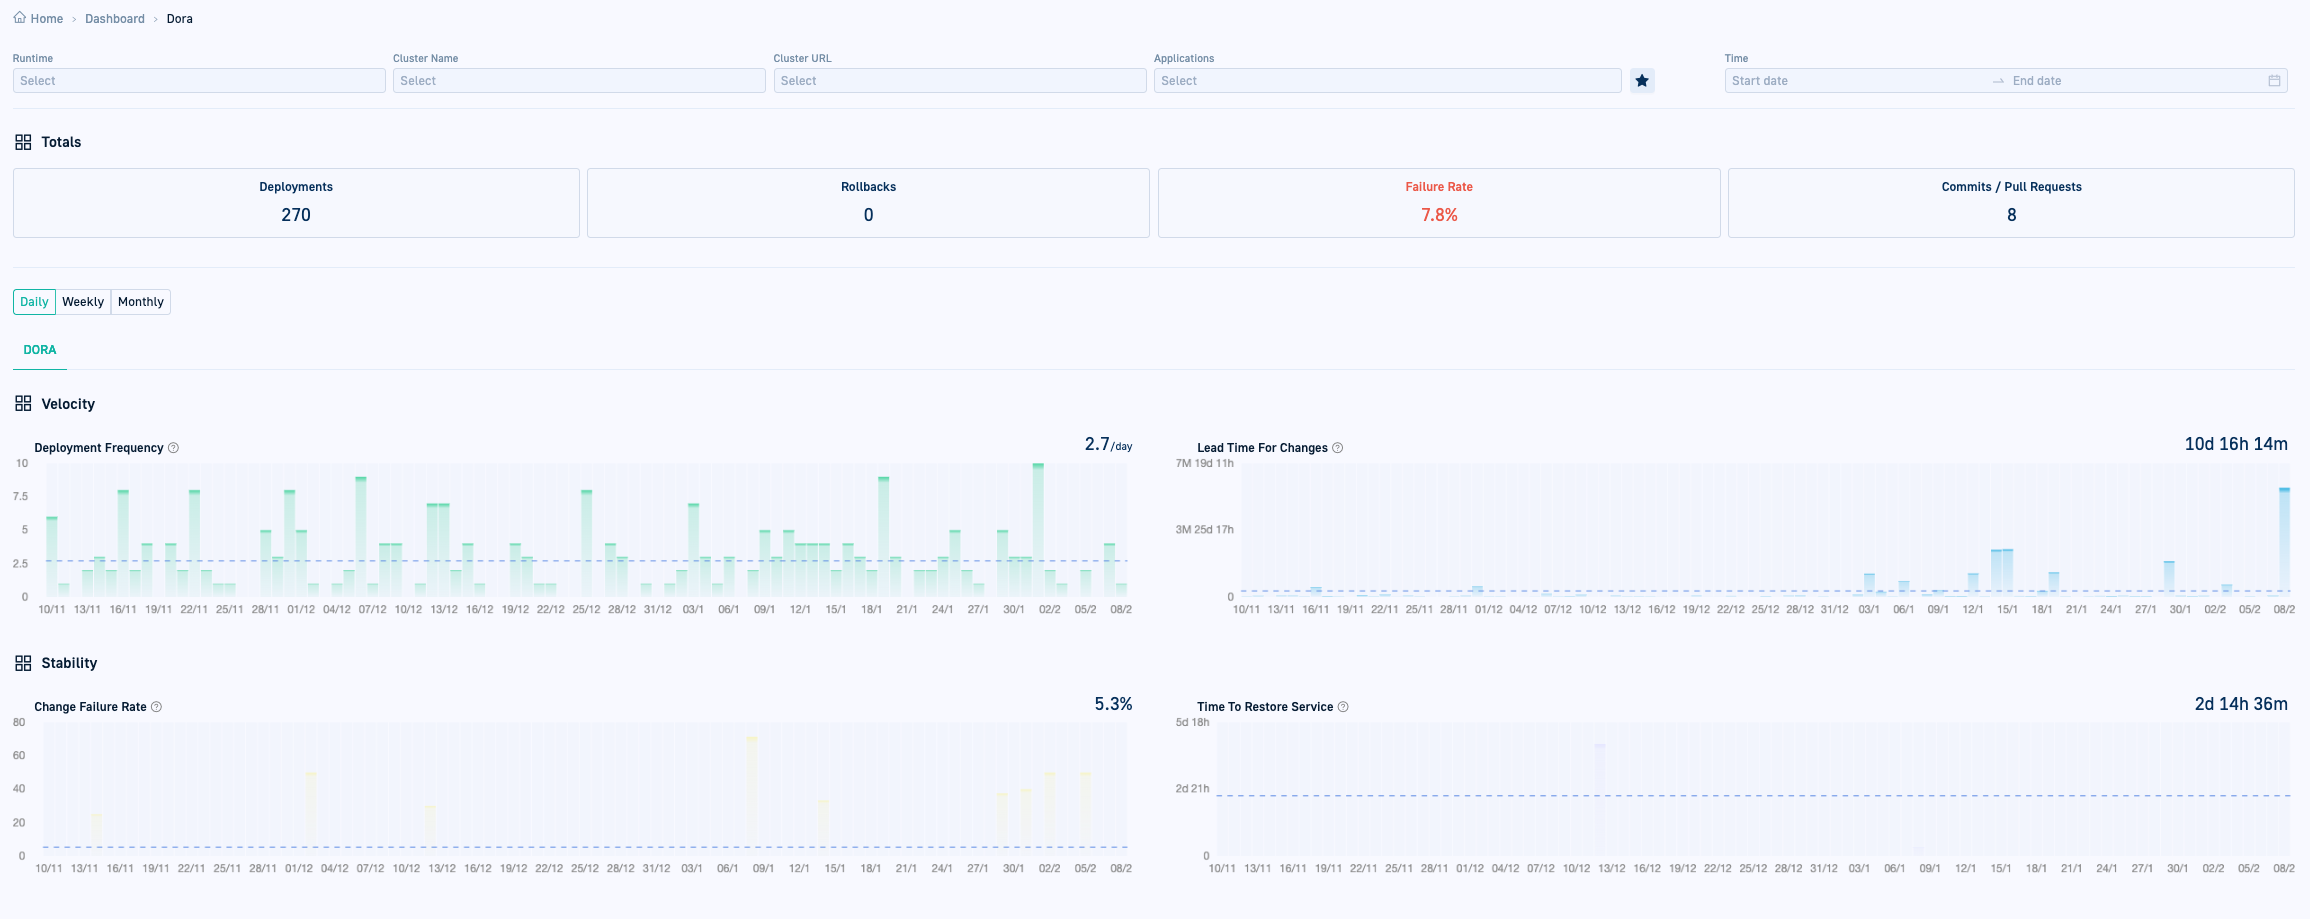 Home > Dashboard > Dora
Runtime
Cluster Name
Cluster URL
Applications
Time
Select
Select
Select
Select
Start date → End date
Totals
Deployments
270
Rollbacks
0
Failure Rate
7.8%
Commits / Pull Requests
8
Daily Weekly Monthly
DORA
Velocity
Deployment Frequency ?
2.7/day
10
7.5
5
2.5
0
10/11 13/11 16/11 19/11 22/11 25/11 28/11 01/12 04/12 07/12 10/12 13/12 16/12 19/12 22/12 25/12 28/12 31/12 03/1 06/1 09/1 12/1 15/1 18/1 21/1 24/1 27/1 30/1 02/2 05/2 08/2
Lead Time For Changes ?
10d 16h 14m
7M 19d 11h
3M 25d 17h
0
10/11 13/11 16/11 19/11 22/11 25/11 28/11 01/12 04/12 07/12 10/12 13/12 16/12 19/12 22/12 25/12 28/12 31/12 03/1 06/1 09/1 12/1 15/1 18/1 21/1 24/1 27/1 30/1 02/2 05/2 08/2
Stability
Change Failure Rate ?
5.3%
80
60
40
20
0
10/11 13/11 16/11 19/11 22/11 25/11 28/11 01/12 04/12 07/12 10/12 13/12 16/12 19/12 22/12 25/12 28/12 31/12 03/1 06/1 09/1 12/1 15/1 18/1 21/1 24/1 27/1 30/1 02/2 05/2 08/2
Time To Restore Service ?
2d 14h 36m
5d 18h
2d 21h
0
10/11 13/11 16/11 19/11 22/11 25/11 28/11 01/12 04/12 07/12 10/12 13/12 16/12 19/12 22/12 25/12 28/12 31/12 03/1 06/1 09/1 12/1 15/1 18/1 21/1 24/1 27/1 30/1 02/2 05/2 08/2